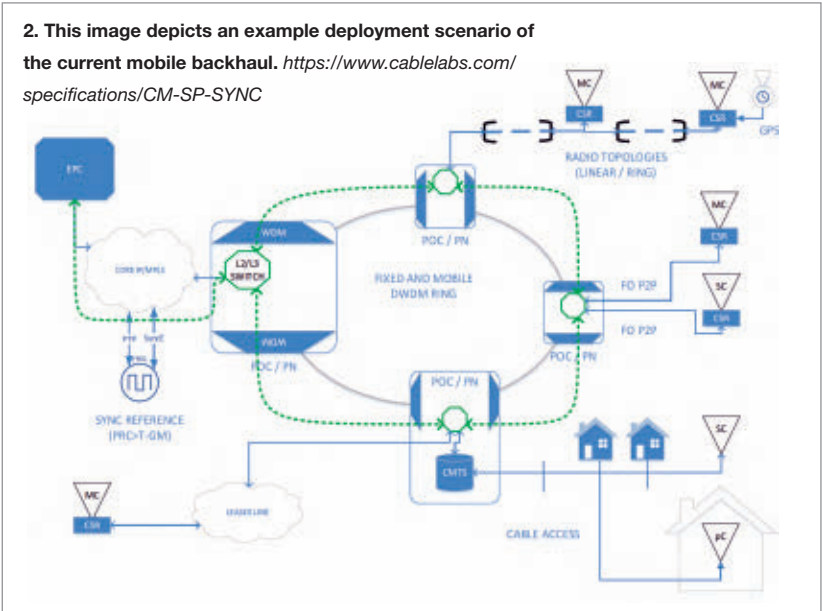 2. This image depicts an example deployment scenario of
the current mobile backhaul. https://www.cablelabs.com/
specifications/CM-SP-SYNC
MC
CSR
MC
GPS
RADIO TOPOLOGIES
(LINEAR / RING)
EPC
WDM
POC / PN
MC
CSR
CORE IP/MPLS
L2/L3
SWITCH
FIXED AND MOBILE
DWDM RING
FO P2P
SC
CSR
FO P2P
WDM
POC / PN
POC / PN
SyncE
POC / PN
SYNC REFERENCE
(PRC>T-GM)
SC
CMTS
MC
CSR
LEASED LINE
CABLE ACCESS
pC